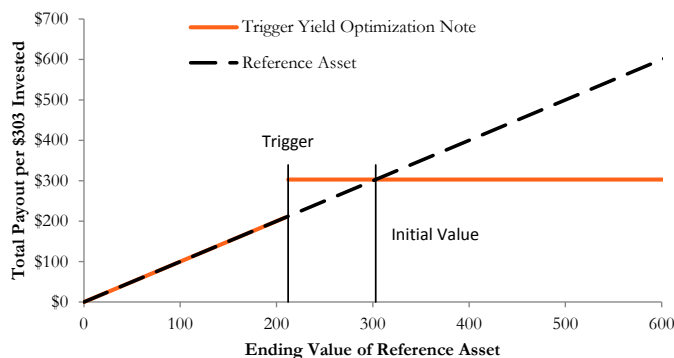 Trigger Yield Optimization Note
Reference Asset
Total Payout per $303 Invested
$700
$600
$500
$400
$300
$200
$100
$0
Trigger
Initial Value
0 100 200 300 400 500 600
Ending Value of Reference Asset